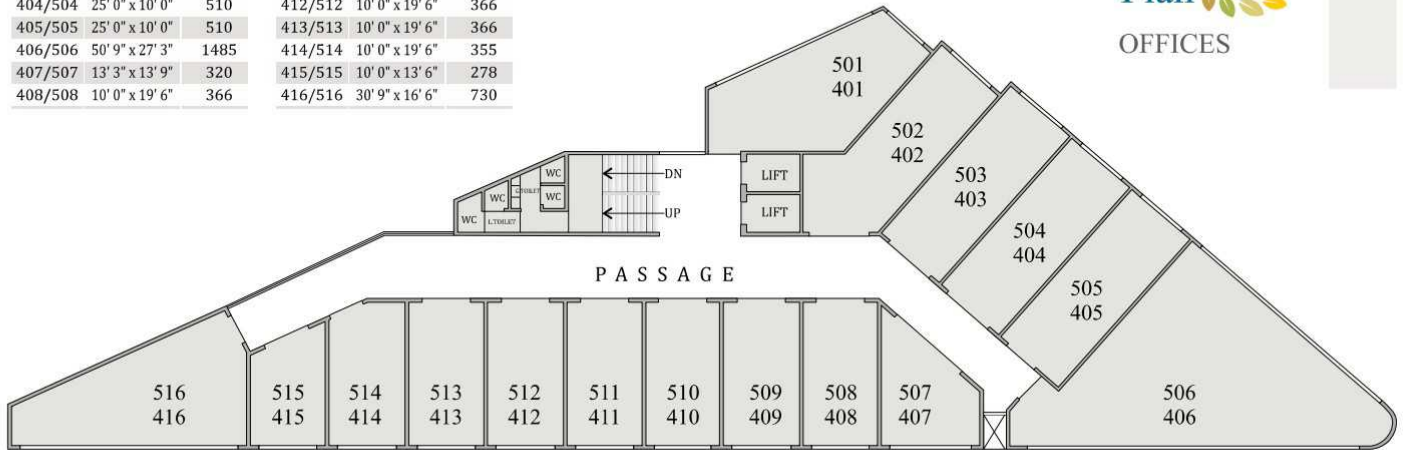 404/504 25' 0" x 10' 0" 510
405/505 25' 0" x 10' 0" 510
406/506 50' 9" x 27' 3" 1485
407/507 13' 3" x 13' 9" 320
408/508 10' 0" x 19' 6" 366
412/512 10' 0" x 19' 6" 366
413/513 10' 0" x 19' 6" 366
414/514 10' 0" x 19' 6" 355
415/515 10' 0" x 13' 6" 278
416/516 30' 9" x 16' 6" 730
Plan
OFFICES
501
401
502
402
503
403
504
404
505
405
506
406
WC
WC
WC
WC
L.TOILET
DN
UP
LIFT
LIFT
PASSAGE
516
416
515
415
514
414
513
413
512
412
511
411
510
410
509
409
508
408
507
407